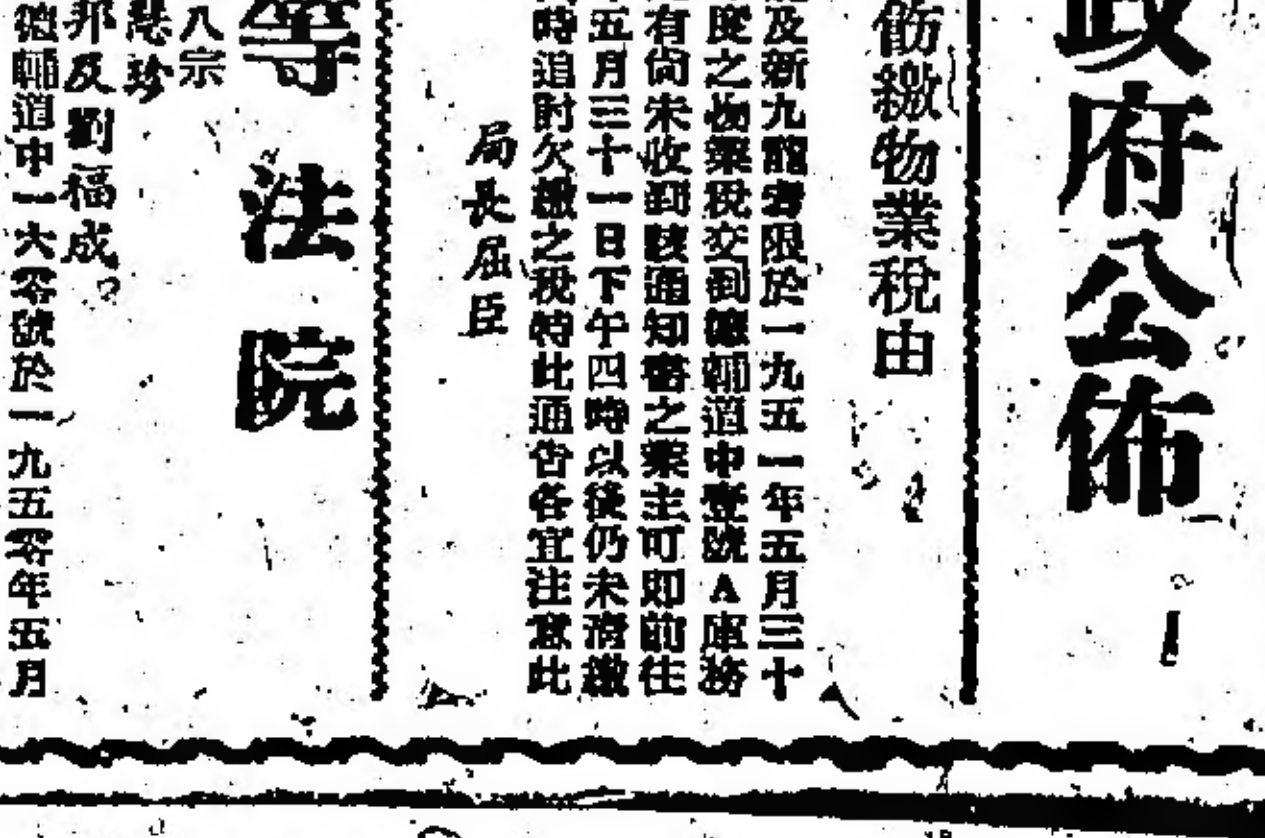 政府公佈
飭繳物業稅由
及新九龍者限於一九五一年五月三十
度之物業稅交到德輔道中壹號A庫務
有尚未收到該通知書之業主可即前往
五月三十一日下午四時以後仍未清繳
時追討欠繳之稅特此通告各宜注意此
局長屈臣
等法院
八宗
慈珍
邦及劉福成。
德輔道中一六零號於一九五零年五月